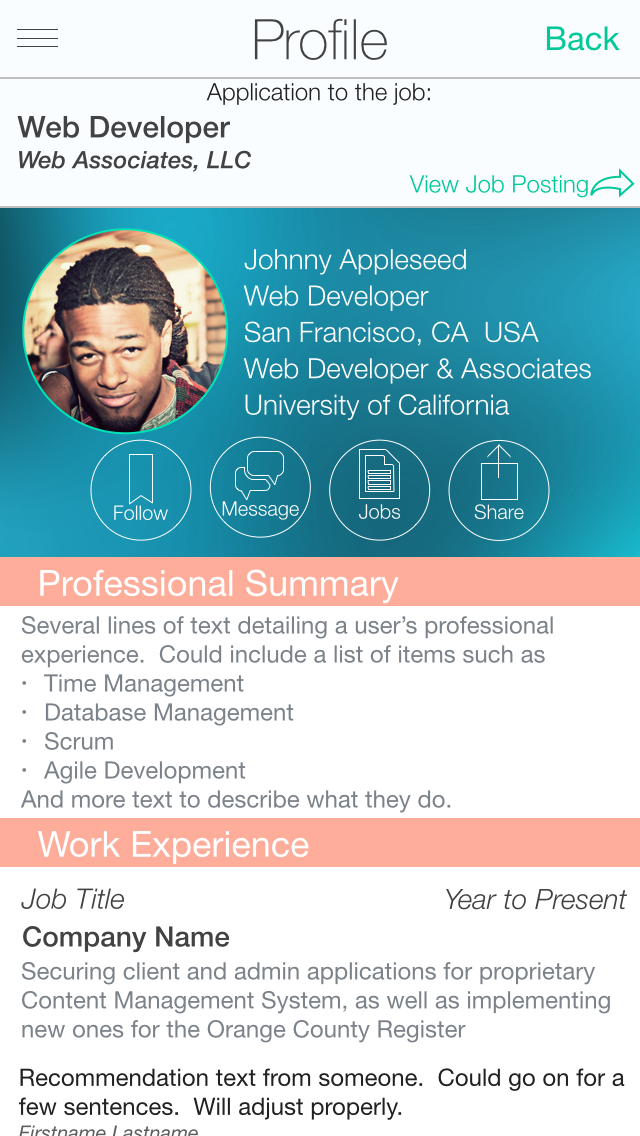 Profile
Back
Application to the job:
Web Developer
Web Associates, LLC
View Job Posting
Johnny Appleseed
Web Developer
San Francisco, CA  USA
Web Developer & Associates
University of California
Follow
Message
Jobs
Share
Professional Summary
Several lines of text detailing a user’s professional
experience.  Could include a list of items such as
· Time Management
· Database Management
· Scrum
· Agile Development
And more text to describe what they do.
Work Experience
Job Title
Year to Present
Company Name
Securing client and admin applications for proprietary
Content Management System, as well as implementing
new ones for the Orange County Register
Recommendation text from someone.  Could go on for a
few sentences.  Will adjust properly.
Firstname Lastname